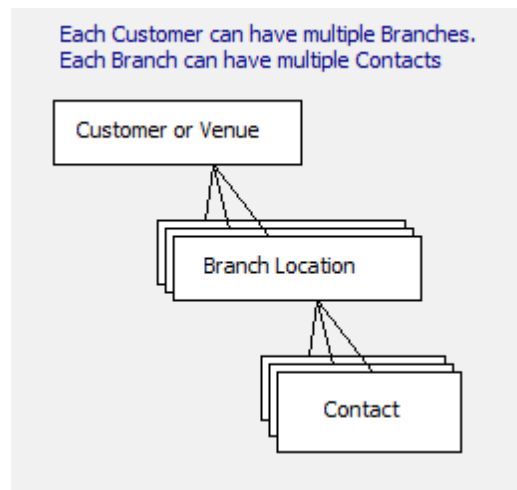 Each Customer can have multiple Branches.
Each Branch can have multiple Contacts
Customer or Venue
Branch Location
Contact